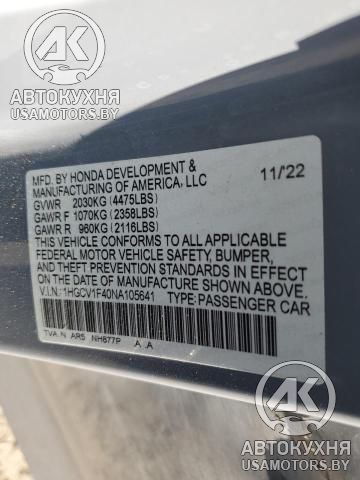 АК
АВТОКУХНЯ
USAMOTORS.BY
MFD. BY HONDA DEVELOPMENT &
MANUFACTURING OF AMERICA, LLC 11/22
GVWR 2030KG (4475LBS)
GAWR F 1070KG (2358LBS)
GAWR R 960KG (2116LBS)
THIS VEHICLE CONFORMS TO ALL APPLICABLE
FEDERAL MOTOR VEHICLE SAFETY, BUMPER,
AND THEFT PREVENTION STANDARDS IN EFFECT
ON THE DATE OF MANUFACTURE SHOWN ABOVE.
V.I.N.: 1HGCV1F40NA105641 TYPE: PASSENGER CAR
TVA N AR5 NH877P A A
АК
АВТОКУХНЯ
USAMOTORS.BY